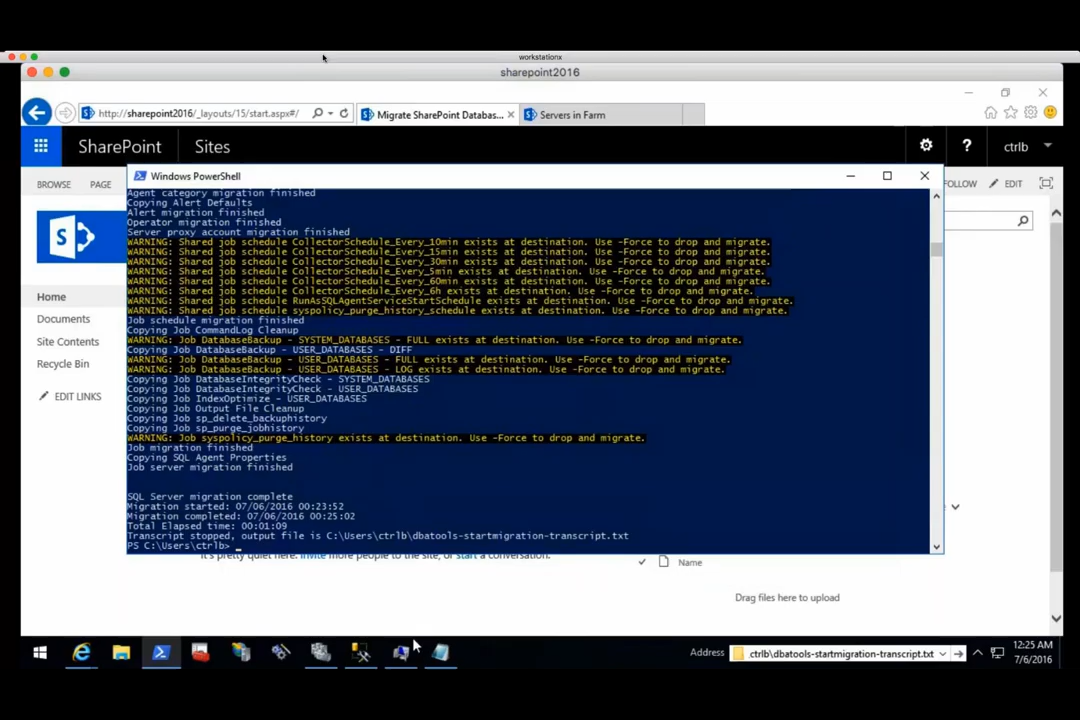 workstationx
sharepoint2016
http://sharepoint2016/_layouts/15/start.aspx#/
Migrate SharePoint Databas...
Servers in Farm
SharePoint
Sites
ctrlb
BROWSE
PAGE
FOLLOW
EDIT
Windows PowerShell
Agent category migration finished
Copying Alert Defaults
Alert migration finished
Operator migration finished
Server proxy account migration finished
WARNING: Shared job schedule CollectorSchedule_Every_10min exists at destination. Use -Force to drop and migrate.
WARNING: Shared job schedule CollectorSchedule_Every_15min exists at destination. Use -Force to drop and migrate.
WARNING: Shared job schedule CollectorSchedule_Every_30min exists at destination. Use -Force to drop and migrate.
WARNING: Shared job schedule CollectorSchedule_Every_5min exists at destination. Use -Force to drop and migrate.
WARNING: Shared job schedule CollectorSchedule_Every_60min exists at destination. Use -Force to drop and migrate.
WARNING: Shared job schedule CollectorSchedule_Every_6h exists at destination. Use -Force to drop and migrate.
WARNING: Shared job schedule RunAsSQLAgentServiceStartSchedule exists at destination. Use -Force to drop and migrate.
WARNING: Shared job schedule syspolicy_purge_history_schedule exists at destination. Use -Force to drop and migrate.
Job schedule migration finished
Copying Job CommandLog Cleanup
WARNING: Job DatabaseBackup - SYSTEM_DATABASES - FULL exists at destination. Use -Force to drop and migrate.
Copying Job DatabaseBackup - USER_DATABASES - DIFF
WARNING: Job DatabaseBackup - USER_DATABASES - FULL exists at destination. Use -Force to drop and migrate.
WARNING: Job DatabaseBackup - USER_DATABASES - LOG exists at destination. Use -Force to drop and migrate.
Copying Job DatabaseIntegrityCheck - SYSTEM_DATABASES
Copying Job DatabaseIntegrityCheck - USER_DATABASES
Copying Job IndexOptimize - USER_DATABASES
Copying Job Output File Cleanup
Copying Job sp_delete_backuphistory
Copying Job sp_purge_jobhistory
WARNING: Job syspolicy_purge_history exists at destination. Use -Force to drop and migrate.
Job migration finished
Copying SQL Agent Properties
Job server migration finished
SQL Server migration complete
Migration started: 07/06/2016 00:23:52
Migration completed: 07/06/2016 00:25:02
Total Elapsed time: 00:01:09
Transcript stopped, output file is C:\Users\ctrlb\dbatools-startmigration-transcript.txt
PS C:\Users\ctrlb> _
Home
Documents
Site Contents
Recycle Bin
EDIT LINKS
It's pretty quiet here. Invite more people to the site, or start a conversation.
Name
Drag files here to upload
Address
ctrlb\dbatools-startmigration-transcript.txt
12:25 AM
7/6/2016